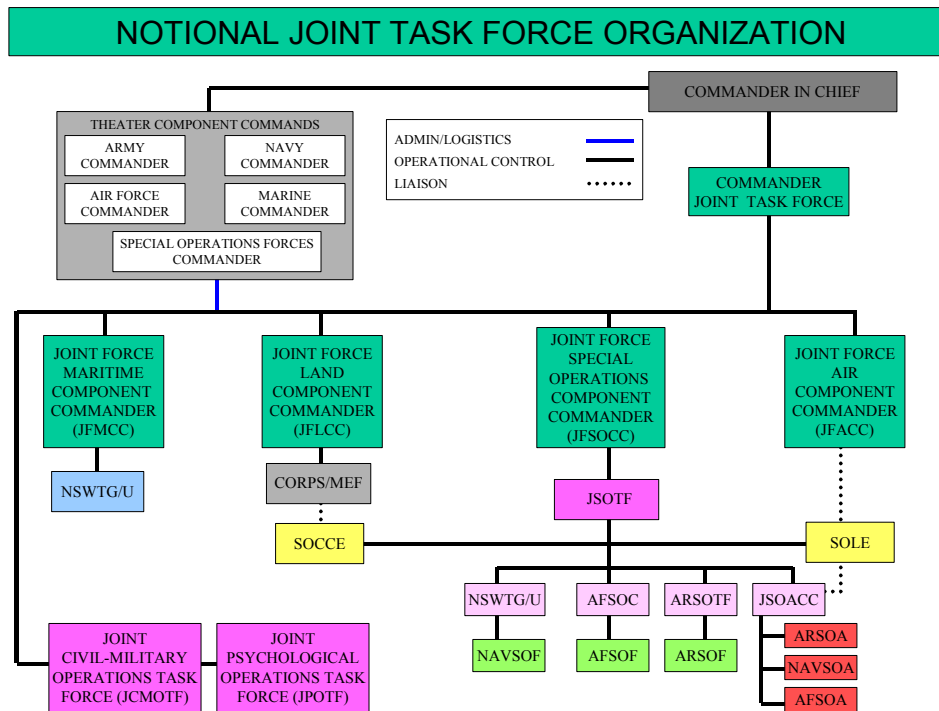 NOTIONAL JOINT TASK FORCE ORGANIZATION
COMMANDER IN CHIEF
THEATER COMPONENT COMMANDS
ARMY
COMMANDER
NAVY
COMMANDER
AIR FORCE
COMMANDER
MARINE
COMMANDER
SPECIAL OPERATIONS FORCES
COMMANDER
ADMIN/LOGISTICS
OPERATIONAL CONTROL
LIAISON
COMMANDER
JOINT TASK FORCE
JOINT FORCE
MARITIME
COMPONENT
COMMANDER
(JFMCC)
JOINT FORCE
LAND
COMPONENT
COMMANDER
(JFLCC)
JOINT FORCE
SPECIAL
OPERATIONS
COMPONENT
COMMANDER
(JFSOCC)
JOINT FORCE
AIR
COMPONENT
COMMANDER
(JFACC)
NSWTG/U
CORPS/MEF
JSOTF
SOCCE
SOLE
NSWTG/U
AFSOC
ARSOTF
JSOACC
NAVSOF
AFSOF
ARSOF
ARSOA
NAVSOA
AFSOA
JOINT
CIVIL-MILITARY
OPERATIONS TASK
FORCE (JCMOTF)
JOINT
PSYCHOLOGICAL
OPERATIONS TASK
FORCE (JPOTF)